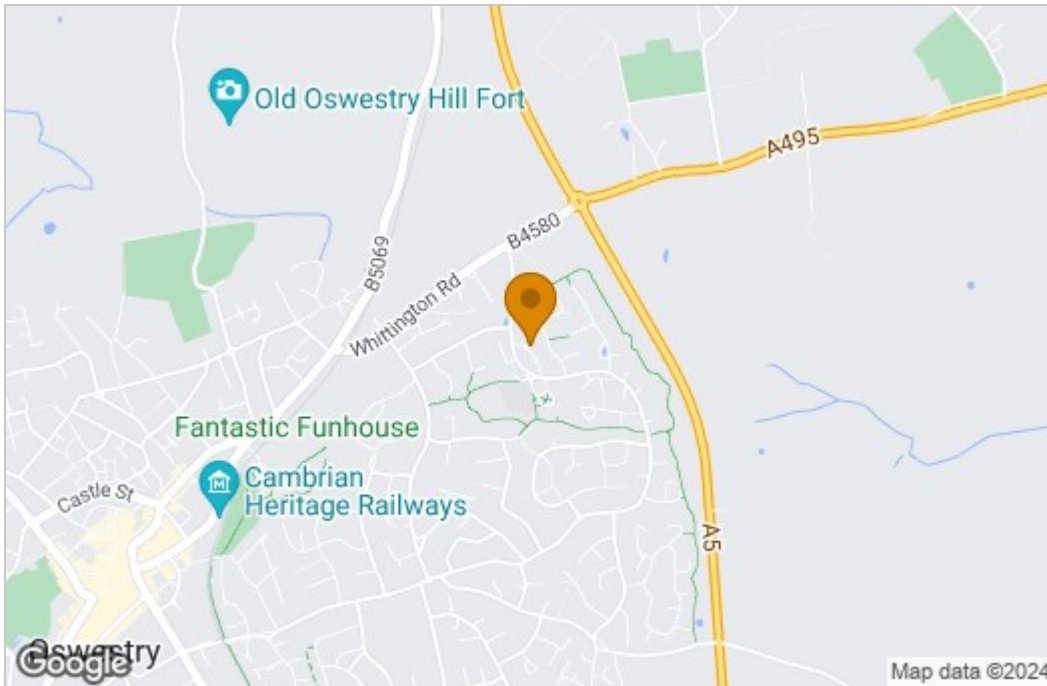 Old Oswestry Hill Fort
A495
B4580
B5069
Whittington Rd
Fantastic Funhouse
Cambrian
Heritage Railways
Castle St
A5
Oswestry
Google
Map data ©2024